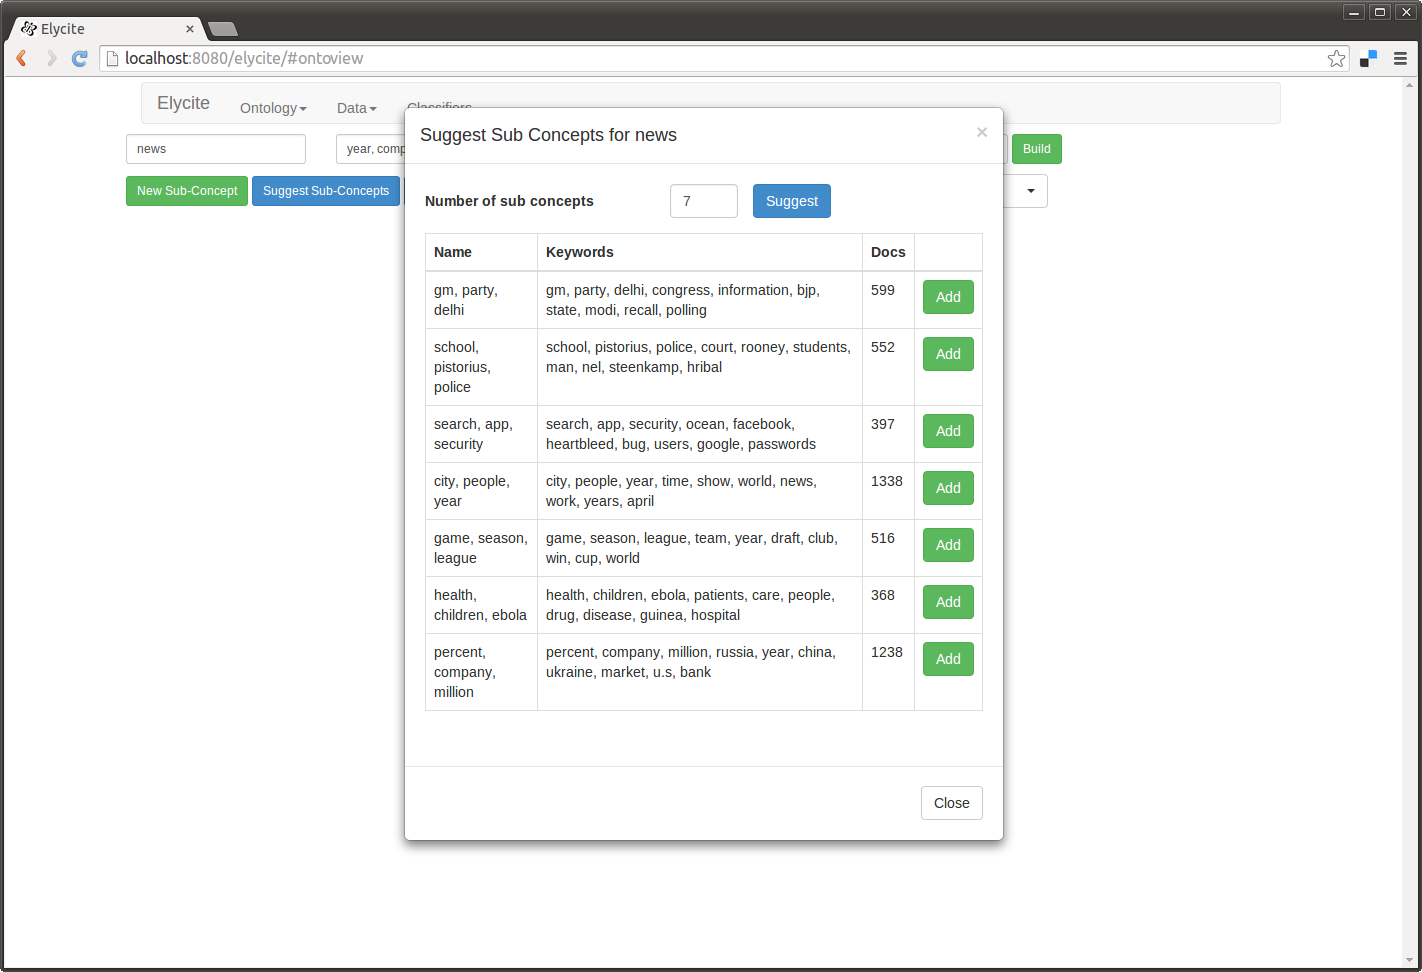 Elycite
localhost:8080/elycite/#ontoview
Elycite Ontology Data Classifiers
news
year, comp
Build
New Sub-Concept
Suggest Sub-Concepts
Suggest Sub Concepts for news
×
Number of sub concepts
7
Suggest
Name Keywords Docs
gm, party, delhi
gm, party, delhi, congress, information, bjp,
state, modi, recall, polling
599
Add
school,
pistorius,
police
school, pistorius, police, court, rooney, students,
man, nel, steenkamp, hribal
552
Add
search, app,
security
search, app, security, ocean, facebook,
heartbleed, bug, users, google, passwords
397
Add
city, people,
year
city, people, year, time, show, world, news,
work, years, april
1338
Add
game, season,
league
game, season, league, team, year, draft, club,
win, cup, world
516
Add
health,
children, ebola
health, children, ebola, patients, care, people,
drug, disease, guinea, hospital
368
Add
percent,
company,
million
percent, company, million, russia, year, china,
ukraine, market, u.s, bank
1238
Add
Close